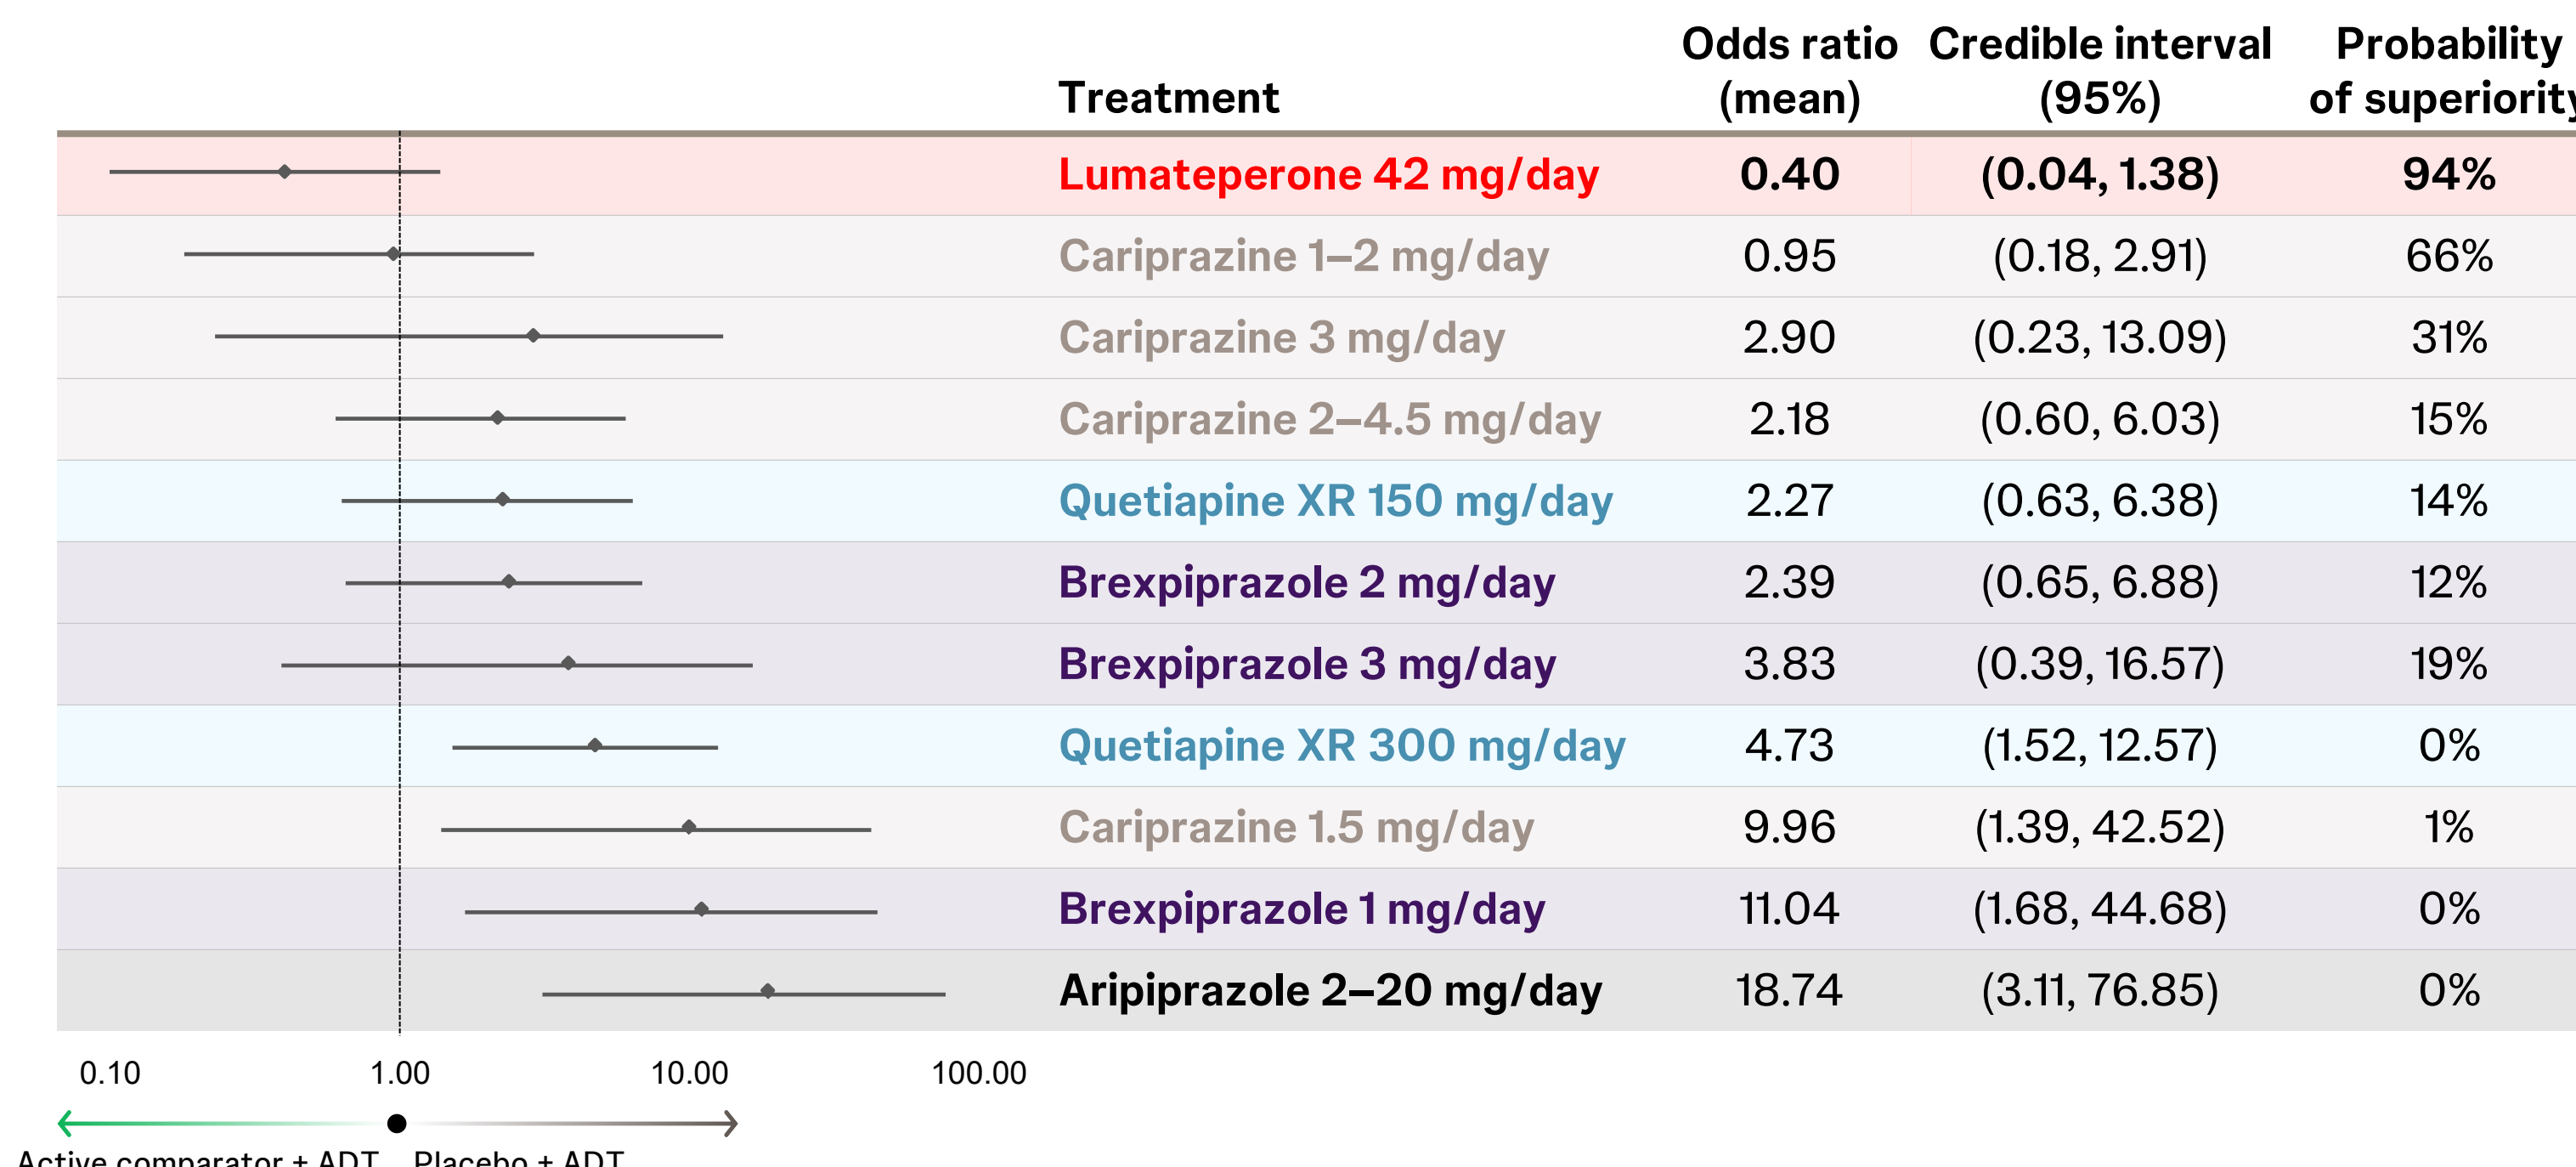 Treatment
Odds ratio
(mean)
Credible interval
(95%)
Probability
of superiority
Lumateperone 42 mg/day 0.40 (0.04, 1.38) 94%
Cariprazine 1–2 mg/day 0.95 (0.18, 2.91) 66%
Cariprazine 3 mg/day 2.90 (0.23, 13.09) 31%
Cariprazine 2–4.5 mg/day 2.18 (0.60, 6.03) 15%
Quetiapine XR 150 mg/day 2.27 (0.63, 6.38) 14%
Brexpiprazole 2 mg/day 2.39 (0.65, 6.88) 12%
Brexpiprazole 3 mg/day 3.83 (0.39, 16.57) 19%
Quetiapine XR 300 mg/day 4.73 (1.52, 12.57) 0%
Cariprazine 1.5 mg/day 9.96 (1.39, 42.52) 1%
Brexpiprazole 1 mg/day 11.04 (1.68, 44.68) 0%
Aripiprazole 2–20 mg/day 18.74 (3.11, 76.85) 0%
0.10 1.00 10.00 100.00
Active comparator + ADT Placebo + ADT